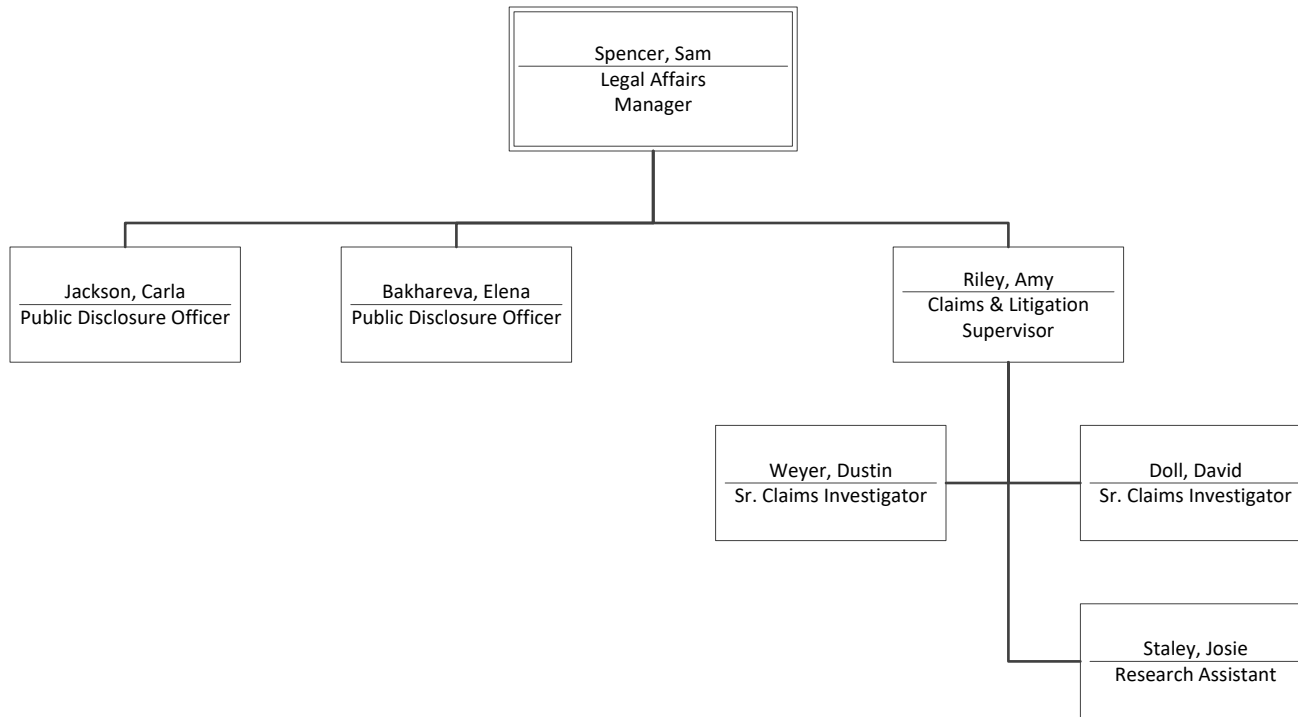 Spencer, Sam
Legal Affairs
Manager
Jackson, Carla
Public Disclosure Officer
Bakhareva, Elena
Public Disclosure Officer
Riley, Amy
Claims & Litigation
Supervisor
Weyer, Dustin
Sr. Claims Investigator
Doll, David
Sr. Claims Investigator
Staley, Josie
Research Assistant